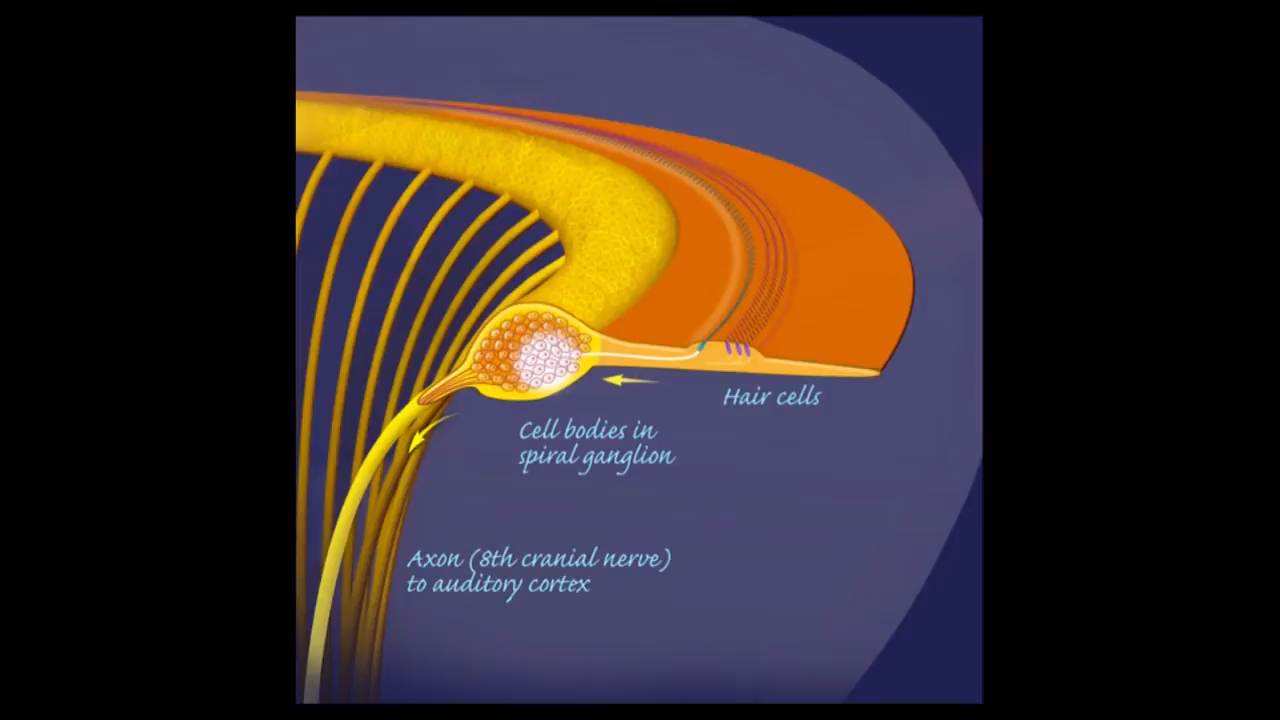 Hair cells
Cell bodies in
spiral ganglion
Axon (8th cranial nerve)
to auditory cortex